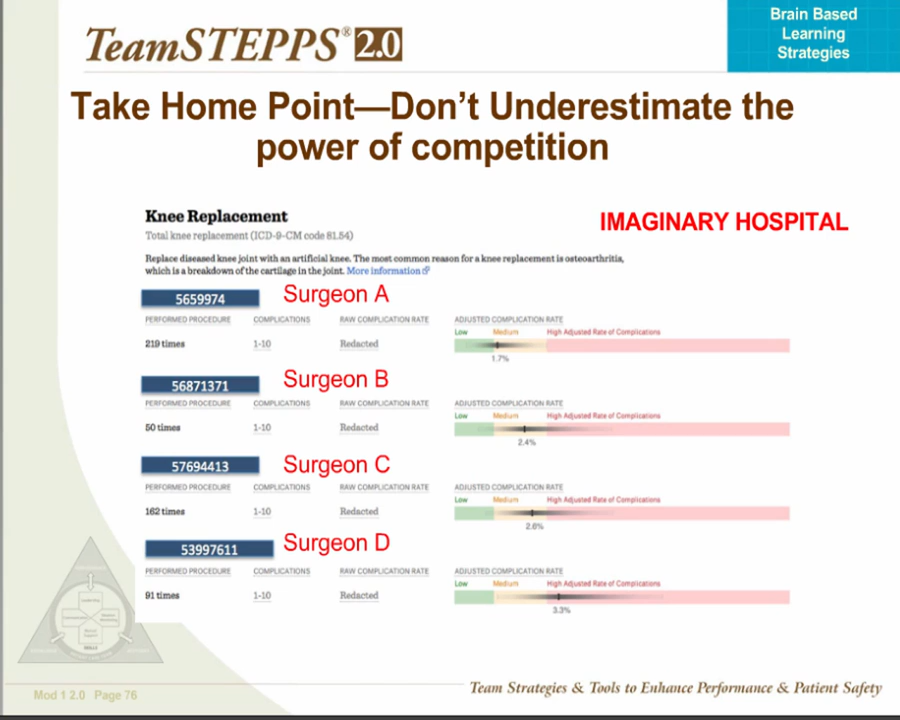 TeamSTEPPS® 2.0
Brain Based
Learning
Strategies
Take Home Point—Don't Underestimate the
power of competition
Knee Replacement
IMAGINARY HOSPITAL
Total knee replacement (ICD-9-CM code 81.54)
Replace diseased knee joint with an artificial knee. The most common reason for a knee replacement is osteoarthritis,
which is a breakdown of the cartilage in the joint. More information
5659974 Surgeon A
PERFORMED PROCEDURE COMPLICATIONS RAW COMPLICATION RATE ADJUSTED COMPLICATION RATE
Low Medium High Adjusted Rate of Complications
219 times 1-10 Redacted
1.7%
56871371 Surgeon B
PERFORMED PROCEDURE COMPLICATIONS RAW COMPLICATION RATE ADJUSTED COMPLICATION RATE
Low Medium High Adjusted Rate of Complications
50 times 1-10 Redacted
2.4%
57694413 Surgeon C
PERFORMED PROCEDURE COMPLICATIONS RAW COMPLICATION RATE ADJUSTED COMPLICATION RATE
Low Medium High Adjusted Rate of Complications
162 times 1-10 Redacted
2.6%
53997611 Surgeon D
PERFORMED PROCEDURE COMPLICATIONS RAW COMPLICATION RATE ADJUSTED COMPLICATION RATE
Low Medium High Adjusted Rate of Complications
91 times 1-10 Redacted
3.3%
Mod 1 2.0 Page 76
Team Strategies & Tools to Enhance Performance & Patient Safety